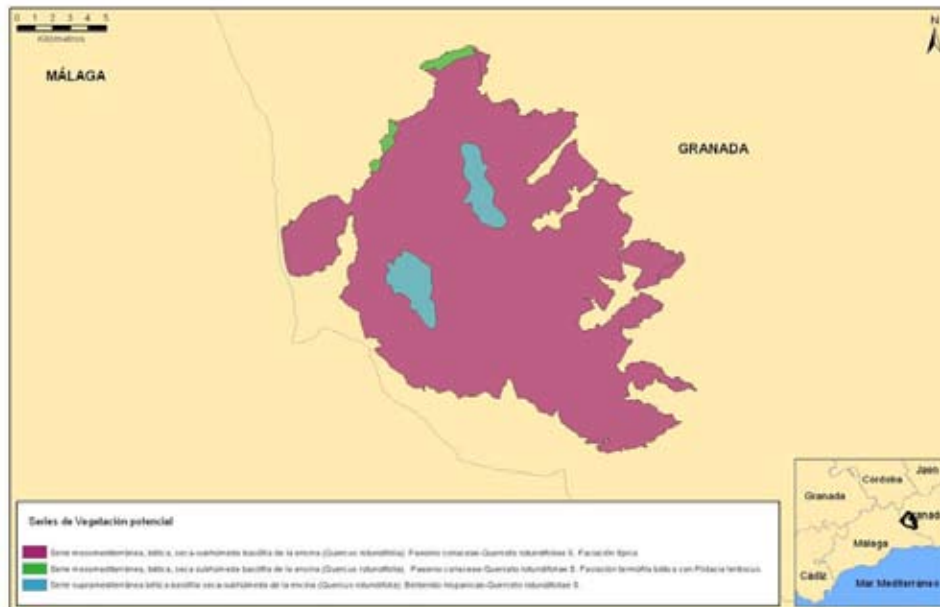 0 1 2 3 4 5
Kilómetros
N
MÁLAGA
GRANADA
Series de Vegetación potencial
Serie mesomediterránea, bética, seca-subhúmeda basófila de la encina (Quercus rotundifolia). Paeonio coriaceae-Querceto rotundifoliae S. Faciación típica
Serie mesomediterránea, bética, seca-subhúmeda basófila de la encina (Quercus rotundifolia). Paeonio coriaceae-Querceto rotundifoliae S. Faciación termófila bética con Pistacia lentiscus.
Serie supramediterránea bética basófila seca-subhúmeda de la encina (Quercus rotundifolia). Berberido hispanicae-Querceto rotundifoliae S.
Jaén
Córdoba
Granada
Granad
Málaga
Cádiz
Mar Mediterráneo